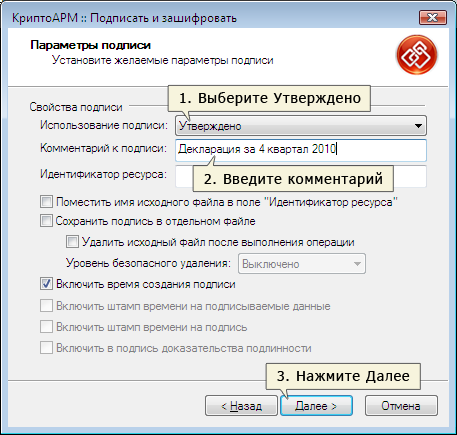 КриптоАРМ :: Подписать и зашифровать
Параметры подписи
Установите желаемые параметры подписи
Свойства подписи
1. Выберите Утверждено
Использование подписи: Утверждено
Комментарий к подписи: Декларация за 4 квартал 2010
Идентификатор ресурса:
2. Введите комментарий
Поместить имя исходного файла в поле "Идентификатор ресурса"
Сохранить подпись в отдельном файле
Удалить исходный файл после выполнения операции
Уровень безопасного удаления: Выключено
Включить время создания подписи
Включить штамп времени на подписываемые данные
Включить штамп времени на подпись
Включить в подпись доказательства подлинности
3. Нажмите Далее
< Назад Далее > Отмена